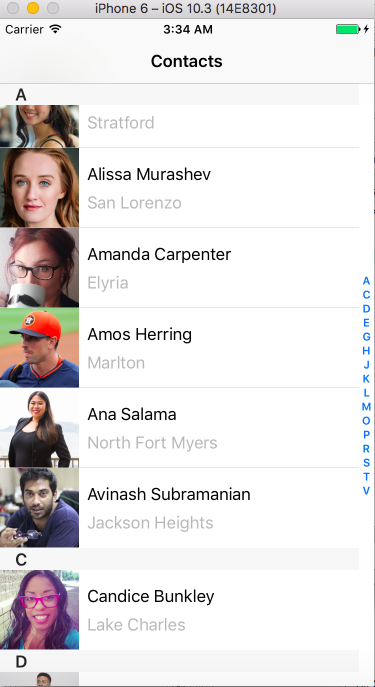 iPhone 6 – iOS 10.3 (14E8301)
Carrier 3:34 AM
Contacts
A
Stratford
Alissa Murashev
San Lorenzo
Amanda Carpenter
Elyria
Amos Herring
Marlton
Ana Salama
North Fort Myers
Avinash Subramanian
Jackson Heights
C
Candice Bunkley
Lake Charles
D
A
C
D
E
G
H
J
K
L
M
O
P
R
S
T
V